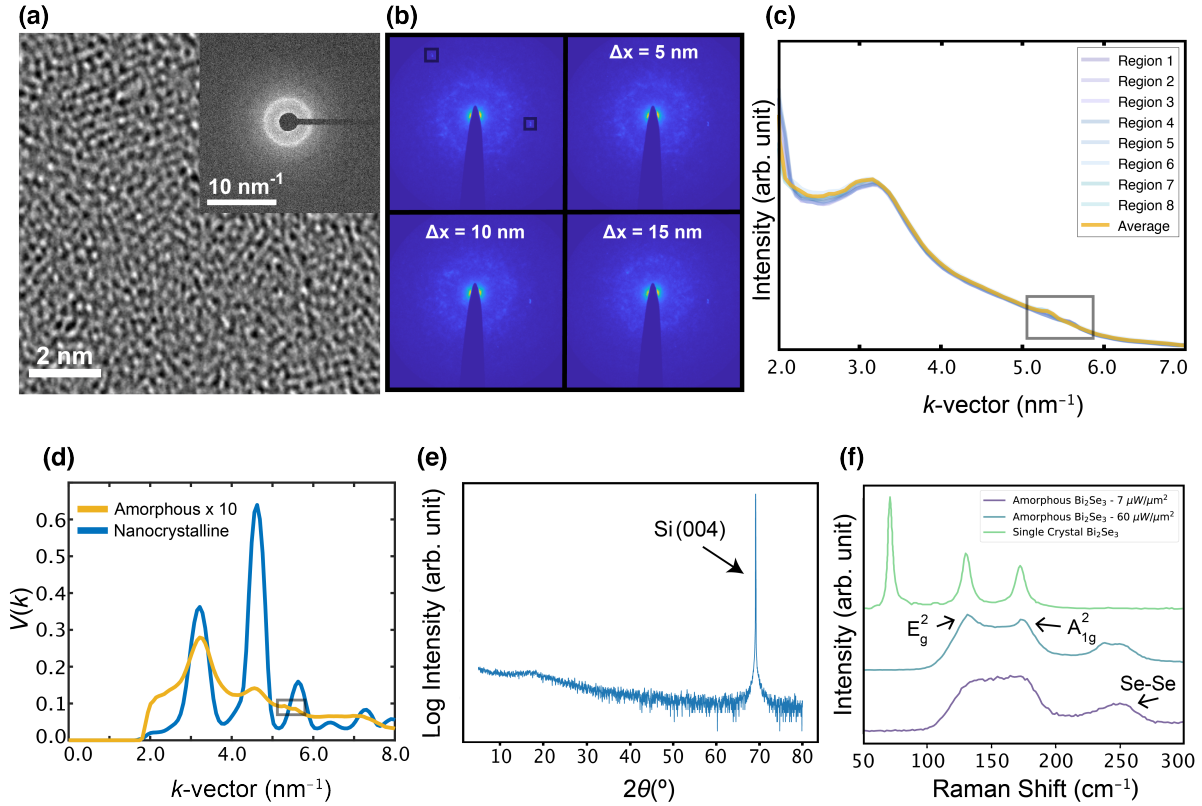 (a)
10 nm⁻¹
2 nm
(b)
Δx = 5 nm
Δx = 10 nm
Δx = 15 nm
(c)
Intensity (arb. unit)
Region 1
Region 2
Region 3
Region 4
Region 5
Region 6
Region 7
Region 8
Average
2.0 3.0 4.0 5.0 6.0 7.0
k-vector (nm⁻¹)
(d)
V(k)
Amorphous x 10
Nanocrystalline
0.6
0.5
0.4
0.3
0.2
0.1
0.0
0.0 2.0 4.0 6.0 8.0
k-vector (nm⁻¹)
(e)
Log Intensity (arb. unit)
Si(004)
0 10 20 30 40 50 60 70 80
2θ(º)
(f)
Intensity (arb. unit)
Amorphous Bi₂Se₃ - 7 μW/μm²
Amorphous Bi₂Se₃ - 60 μW/μm²
Single Crystal Bi₂Se₃
E²g
A²1g
Se-Se
50 100 150 200 250 300
Raman Shift (cm⁻¹)